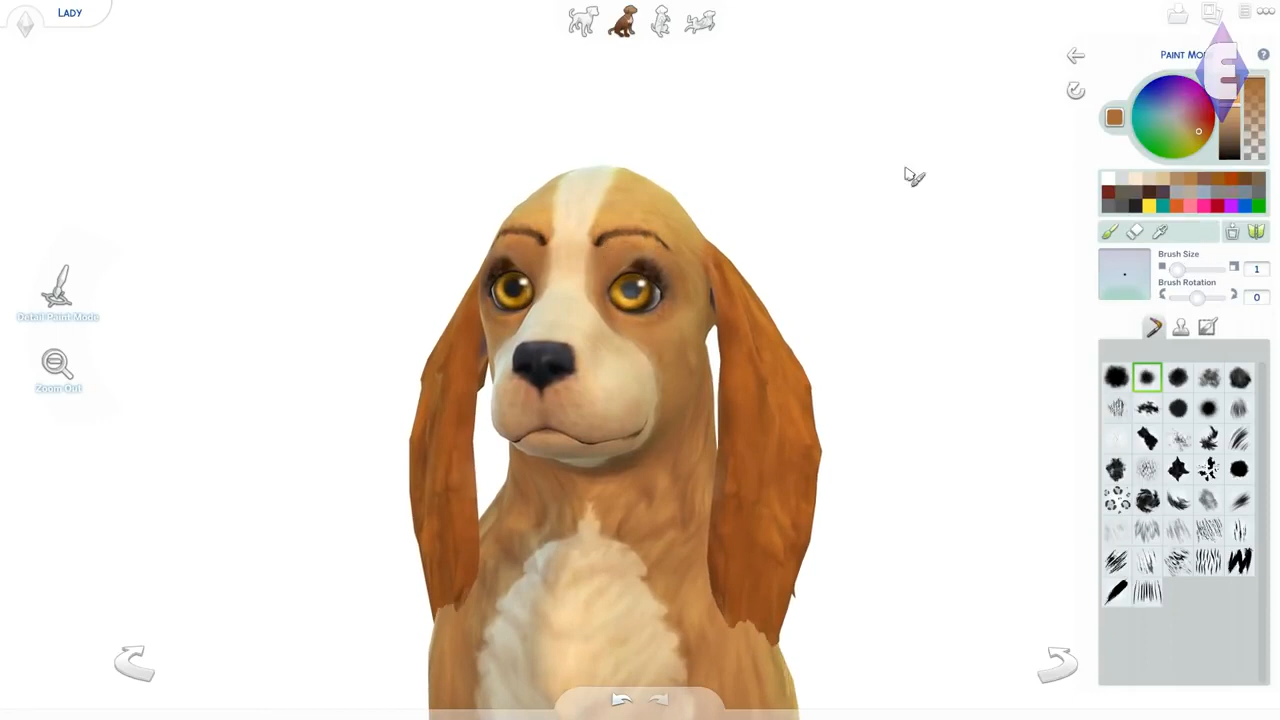 LADY
PAINT MO
E
?
Brush Size
1
Brush Rotation
0
Detail Paint Mode
Zoom Out